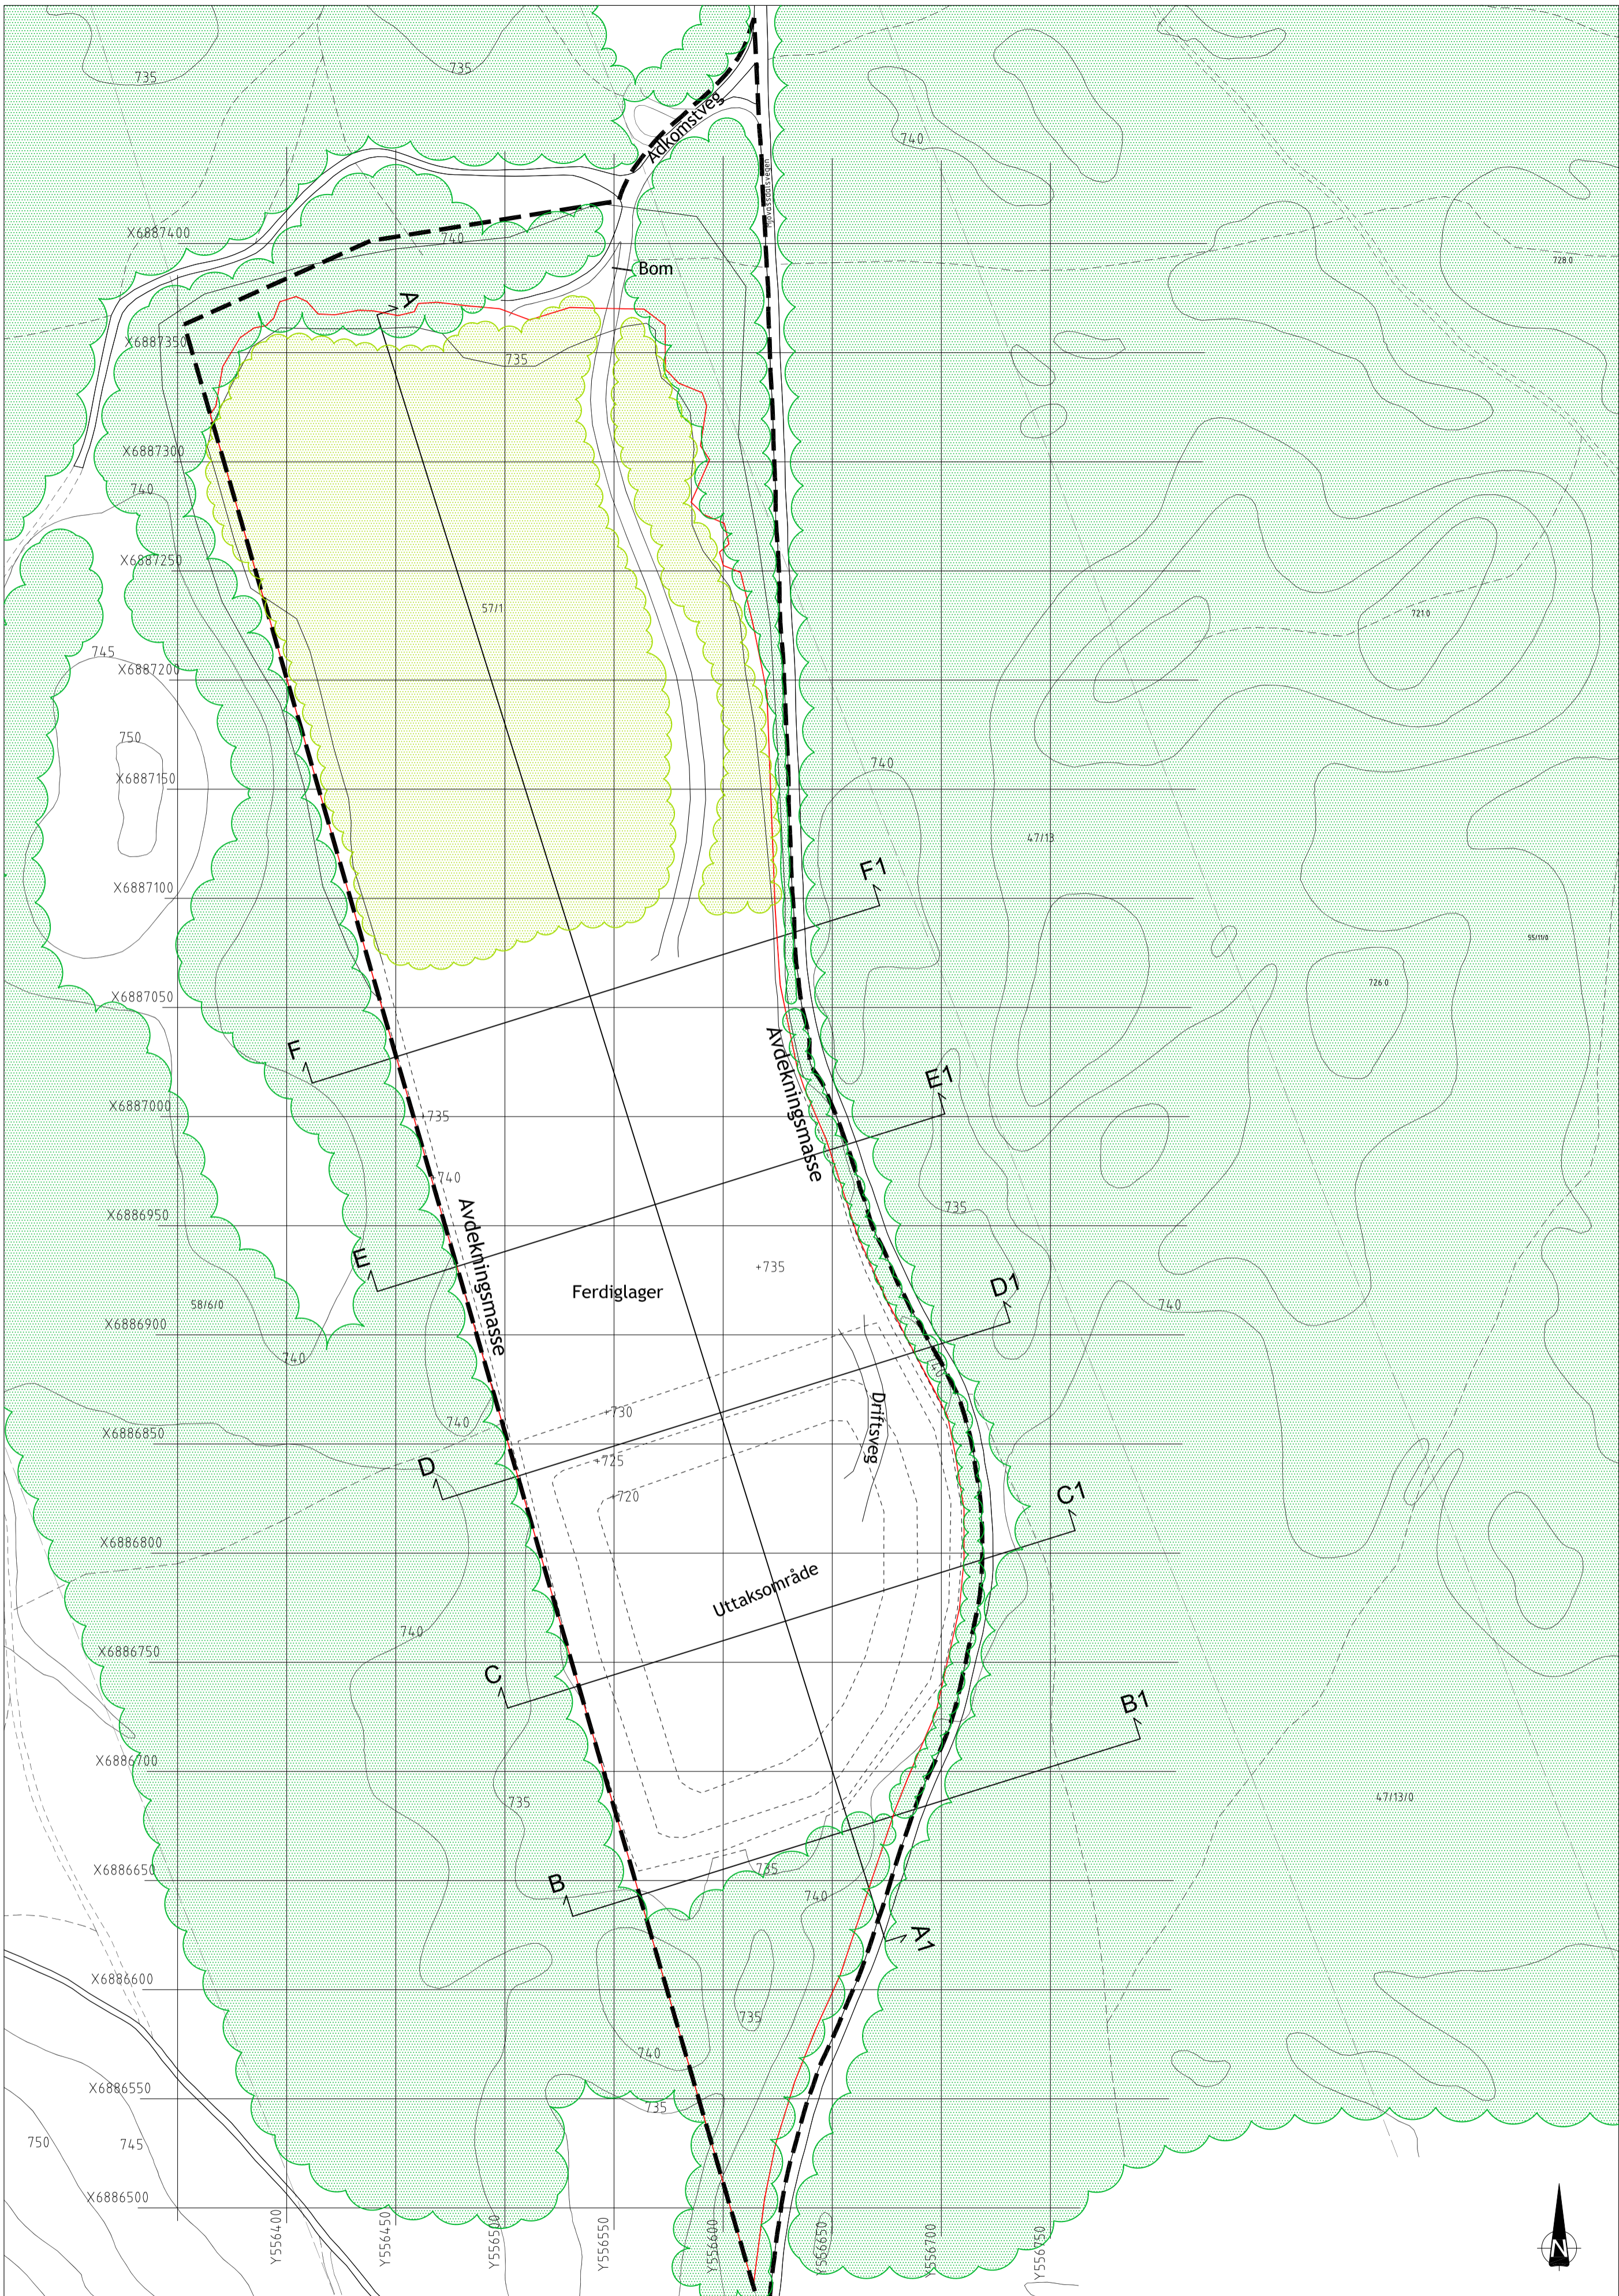 735
735
740
Adkomstveg
X6887400
740
Bom
728.0
A
X6887350
735
X6887300
740
X6887250
57/1
721.0
745
X6887200
750
740
X6887150
47/13
F1
X6887100
55/11/0
726.0
X6887050
F
Avdekningsmasse
E1
X6887000
+735
740
735
X6886950
Avdekningsmasse
E
+735
Ferdiglager
D1
58/6/0
740
X6886900
740
40
+730
740
Driftsveg
X6886850
+725
D
+720
C1
X6886800
Uttaksområde
740
X6886750
C
B1
X6886700
735
47/13/0
X6886650
735
B
740
A1
X6886600
735
740
X6886550
735
750
745
X6886500
Y556400
Y556450
Y556500
Y556550
Y556600
Y556650
Y556700
Y556750
N